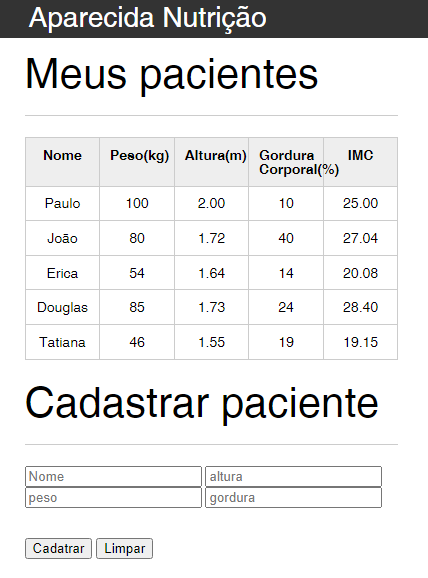 Aparecida Nutrição
Meus pacientes
Nome Peso(kg) Altura(m) Gordura Corporal(%) IMC
Paulo 100 2.00 10 25.00
João 80 1.72 40 27.04
Erica 54 1.64 14 20.08
Douglas 85 1.73 24 28.40
Tatiana 46 1.55 19 19.15
Cadastrar paciente
Nome altura
peso gordura
Cadatrar Limpar